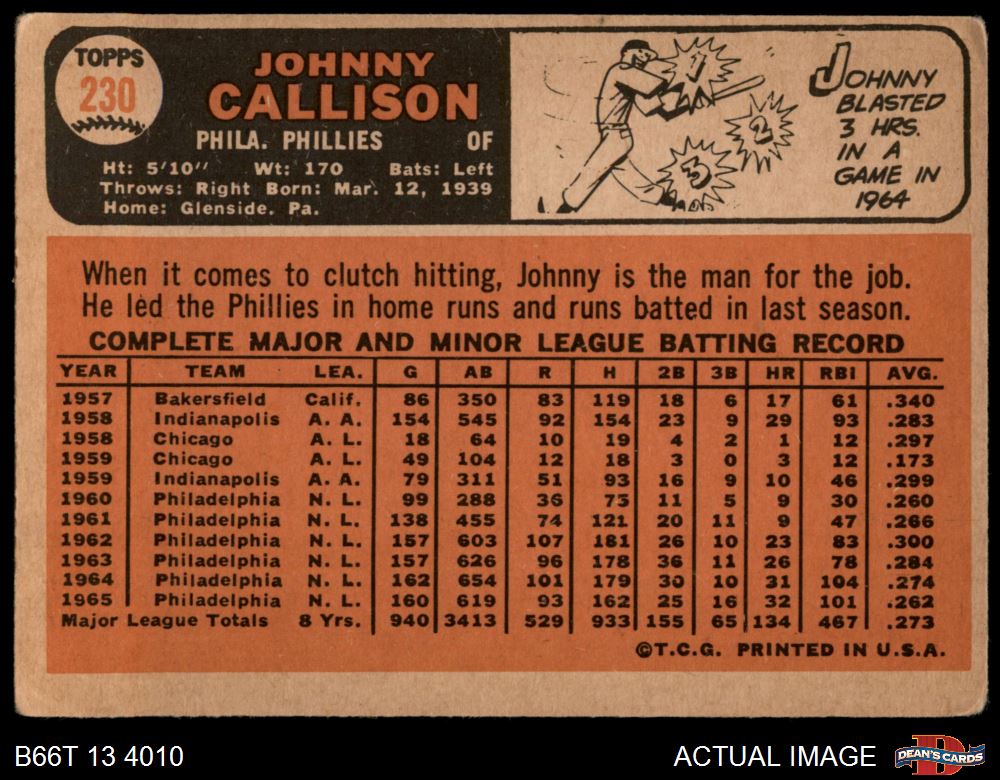 TOPPS
230
JOHNNY
CALLISON
PHILA. PHILLIES OF
Ht: 5'10" Wt: 170 Bats: Left
Throws: Right Born: Mar. 12, 1939
Home: Glenside. Pa.
1
2
3
JOHNNY
BLASTED
3 HRS.
IN A
GAME IN
1964
When it comes to clutch hitting, Johnny is the man for the job.
He led the Phillies in home runs and runs batted in last season.
COMPLETE MAJOR AND MINOR LEAGUE BATTING RECORD
YEAR TEAM LEA. G AB R H 2B 3B HR RBI AVG.
1957 Bakersfield Calif. 86 350 83 119 18 6 17 61 .340
1958 Indianapolis A. A. 154 545 92 154 23 9 29 93 .283
1958 Chicago A. L. 18 64 10 19 4 2 1 12 .297
1959 Chicago A. L. 49 104 12 18 3 0 3 12 .173
1959 Indianapolis A. A. 79 311 51 93 16 9 10 46 .299
1960 Philadelphia N. L. 99 288 36 75 11 5 9 30 .260
1961 Philadelphia N. L. 138 455 74 121 20 11 9 47 .266
1962 Philadelphia N. L. 157 603 107 181 26 10 23 83 .300
1963 Philadelphia N. L. 157 626 96 178 36 11 26 78 .284
1964 Philadelphia N. L. 162 654 101 179 30 10 31 104 .274
1965 Philadelphia N. L. 160 619 93 162 25 16 32 101 .262
Major League Totals 8 Yrs. 940 3413 529 933 155 65 134 467 .273
©T.C.G. PRINTED IN U.S.A.
B66T 13 4010 ACTUAL IMAGE DEAN'S CARDS